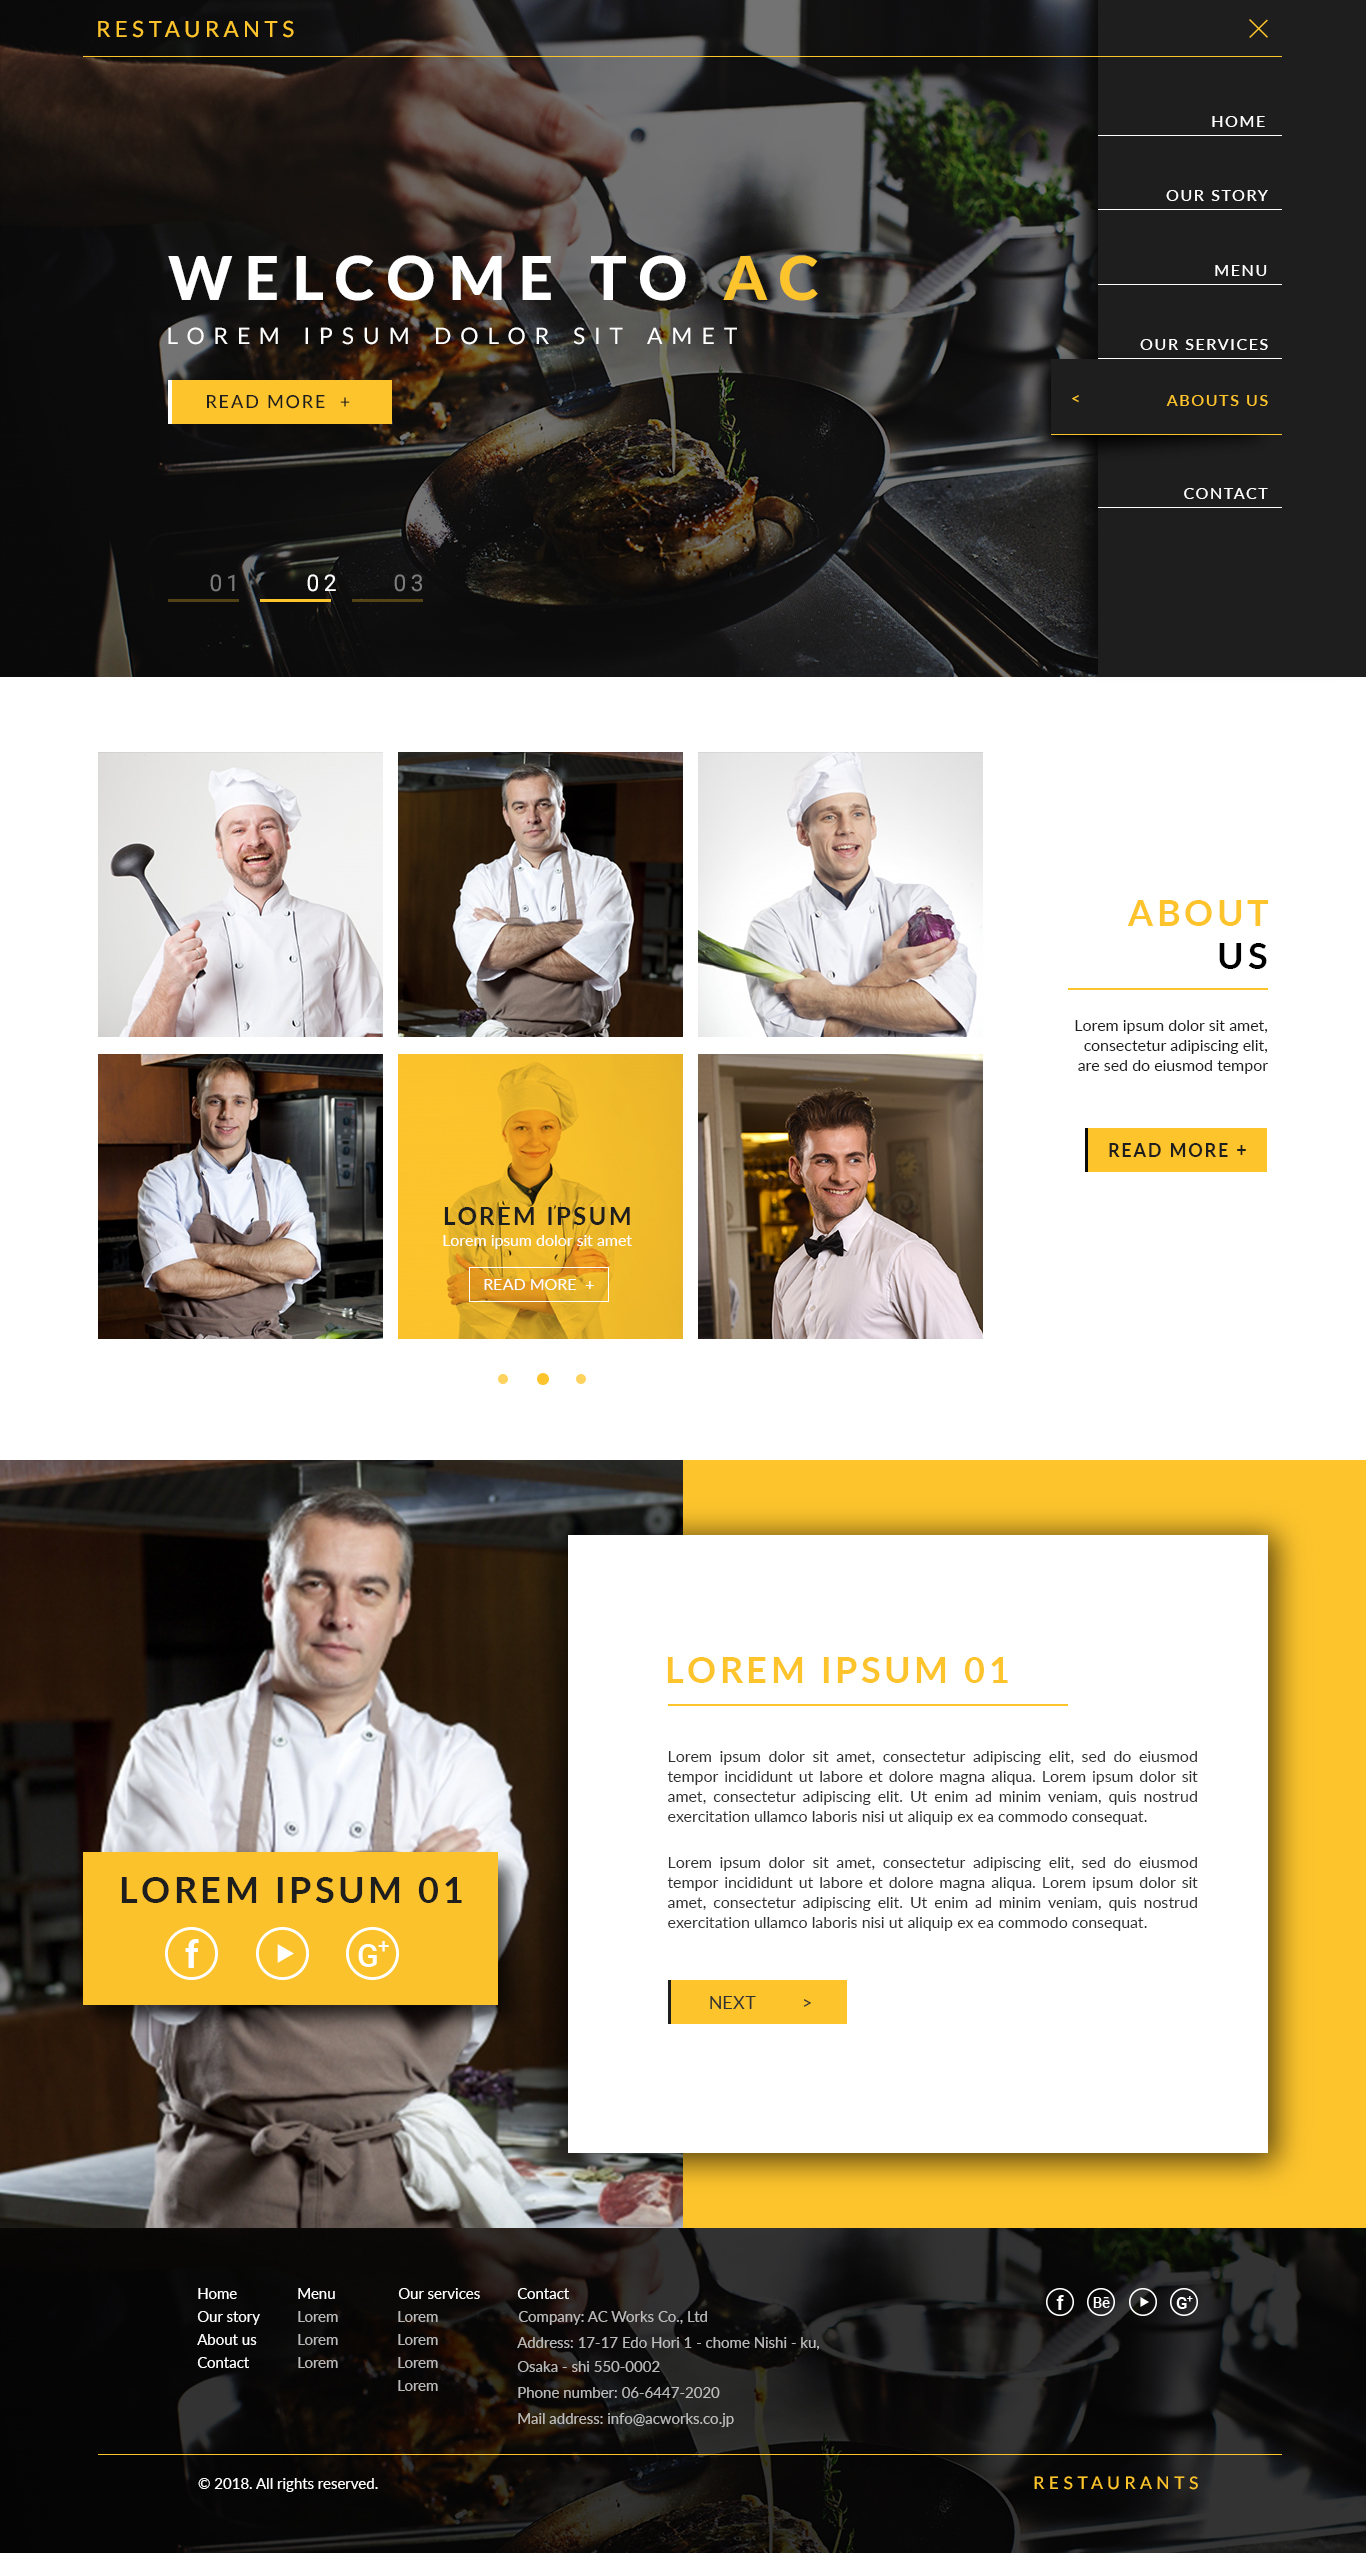 RESTAURANTS
HOME
OUR STORY
MENU
OUR SERVICES
< ABOUTS US
CONTACT
WELCOME TO AC
LOREM IPSUM DOLOR SIT AMET
READ MORE +
01 02 03
ABOUT
US
Lorem ipsum dolor sit amet,
consectetur adipiscing elit,
are sed do eiusmod tempor
READ MORE +
LOREM IPSUM
Lorem ipsum dolor sit amet
READ MORE +
LOREM IPSUM 01
f G+
LOREM IPSUM 01
Lorem ipsum dolor sit amet, consectetur adipiscing elit, sed do eiusmod
tempor incididunt ut labore et dolore magna aliqua. Lorem ipsum dolor sit
amet, consectetur adipiscing elit. Ut enim ad minim veniam, quis nostrud
exercitation ullamco laboris nisi ut aliquip ex ea commodo consequat.
Lorem ipsum dolor sit amet, consectetur adipiscing elit, sed do eiusmod
tempor incididunt ut labore et dolore magna aliqua. Lorem ipsum dolor sit
amet, consectetur adipiscing elit. Ut enim ad minim veniam, quis nostrud
exercitation ullamco laboris nisi ut aliquip ex ea commodo consequat.
NEXT >
Home
Our story
About us
Contact
Menu
Lorem
Lorem
Lorem
Our services
Lorem
Lorem
Lorem
Lorem
Contact
Company: AC Works Co., Ltd
Address: 17-17 Edo Hori 1 - chome Nishi - ku,
Osaka - shi 550-0002
Phone number: 06-6447-2020
Mail address: info@acworks.co.jp
f Bē G+
© 2018. All rights reserved.
RESTAURANTS